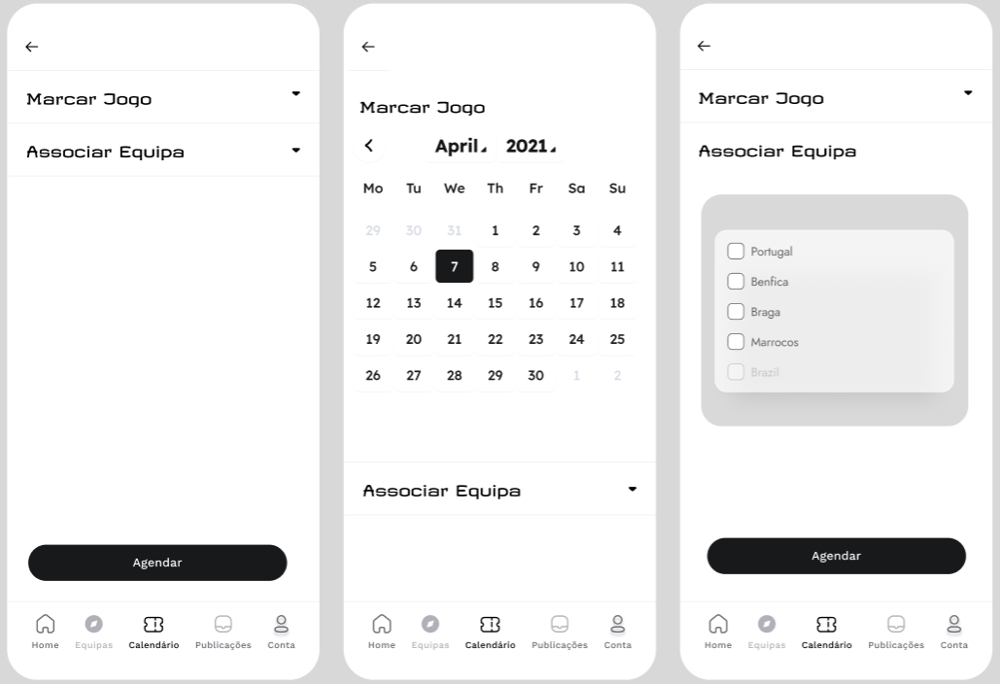 Marcar Jogo
Associar Equipa
Agendar
Home Equipas Calendário Publicações Conta
Marcar Jogo
April 2021
Mo Tu We Th Fr Sa Su
29 30 31 1 2 3 4
5 6 7 8 9 10 11
12 13 14 15 16 17 18
19 20 21 22 23 24 25
26 27 28 29 30 1 2
Associar Equipa
Home Equipas Calendário Publicações Conta
Marcar Jogo
Associar Equipa
Portugal
Benfica
Braga
Marrocos
Brazil
Agendar
Home Equipas Calendário Publicações Conta